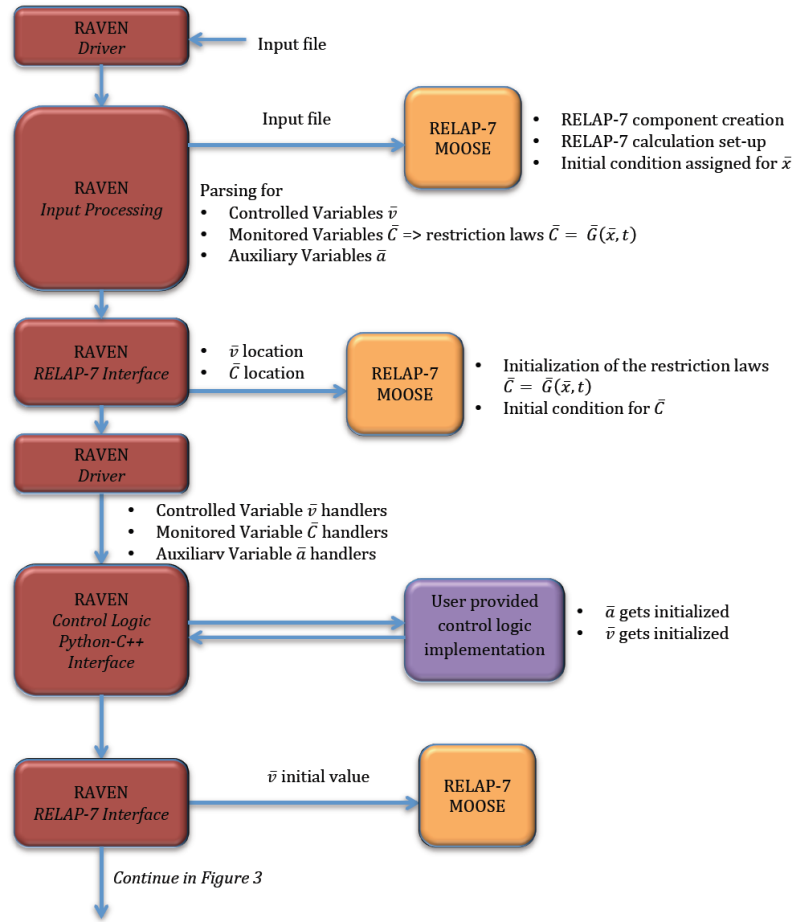 RAVEN
Driver
Input file
Input file
RAVEN
Input Processing
RELAP-7
MOOSE
• RELAP-7 component creation
• RELAP-7 calculation set-up
• Initial condition assigned for x̄
Parsing for
• Controlled Variables v̄
• Monitored Variables C̄ => restriction laws C̄ = Ḡ(x̄, t)
• Auxiliary Variables ā
RAVEN
RELAP-7 Interface
• v̄ location
• C̄ location
RELAP-7
MOOSE
• Initialization of the restriction laws
C̄ = Ḡ(x̄, t)
• Initial condition for C̄
RAVEN
Driver
• Controlled Variable v̄ handlers
• Monitored Variable C̄ handlers
• Auxiliary Variable ā handlers
RAVEN
Control Logic
Python-C++
Interface
User provided
control logic
implementation
• ā gets initialized
• v̄ gets initialized
RAVEN
RELAP-7 Interface
v̄ initial value
RELAP-7
MOOSE
Continue in Figure 3